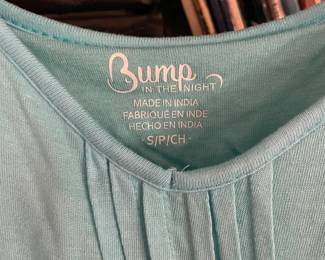 Bump
IN THE NIGHT
MADE IN INDIA
FABRIQUÉ EN INDE
HECHO EN INDIA
-S/P/CH-